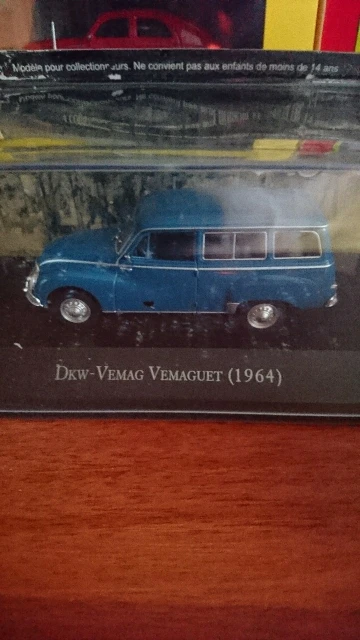 Modèle pour collectionneurs. Ne convient pas aux enfants de moins de 14 ans
DKW-VEMAG VEMAGUET (1964)